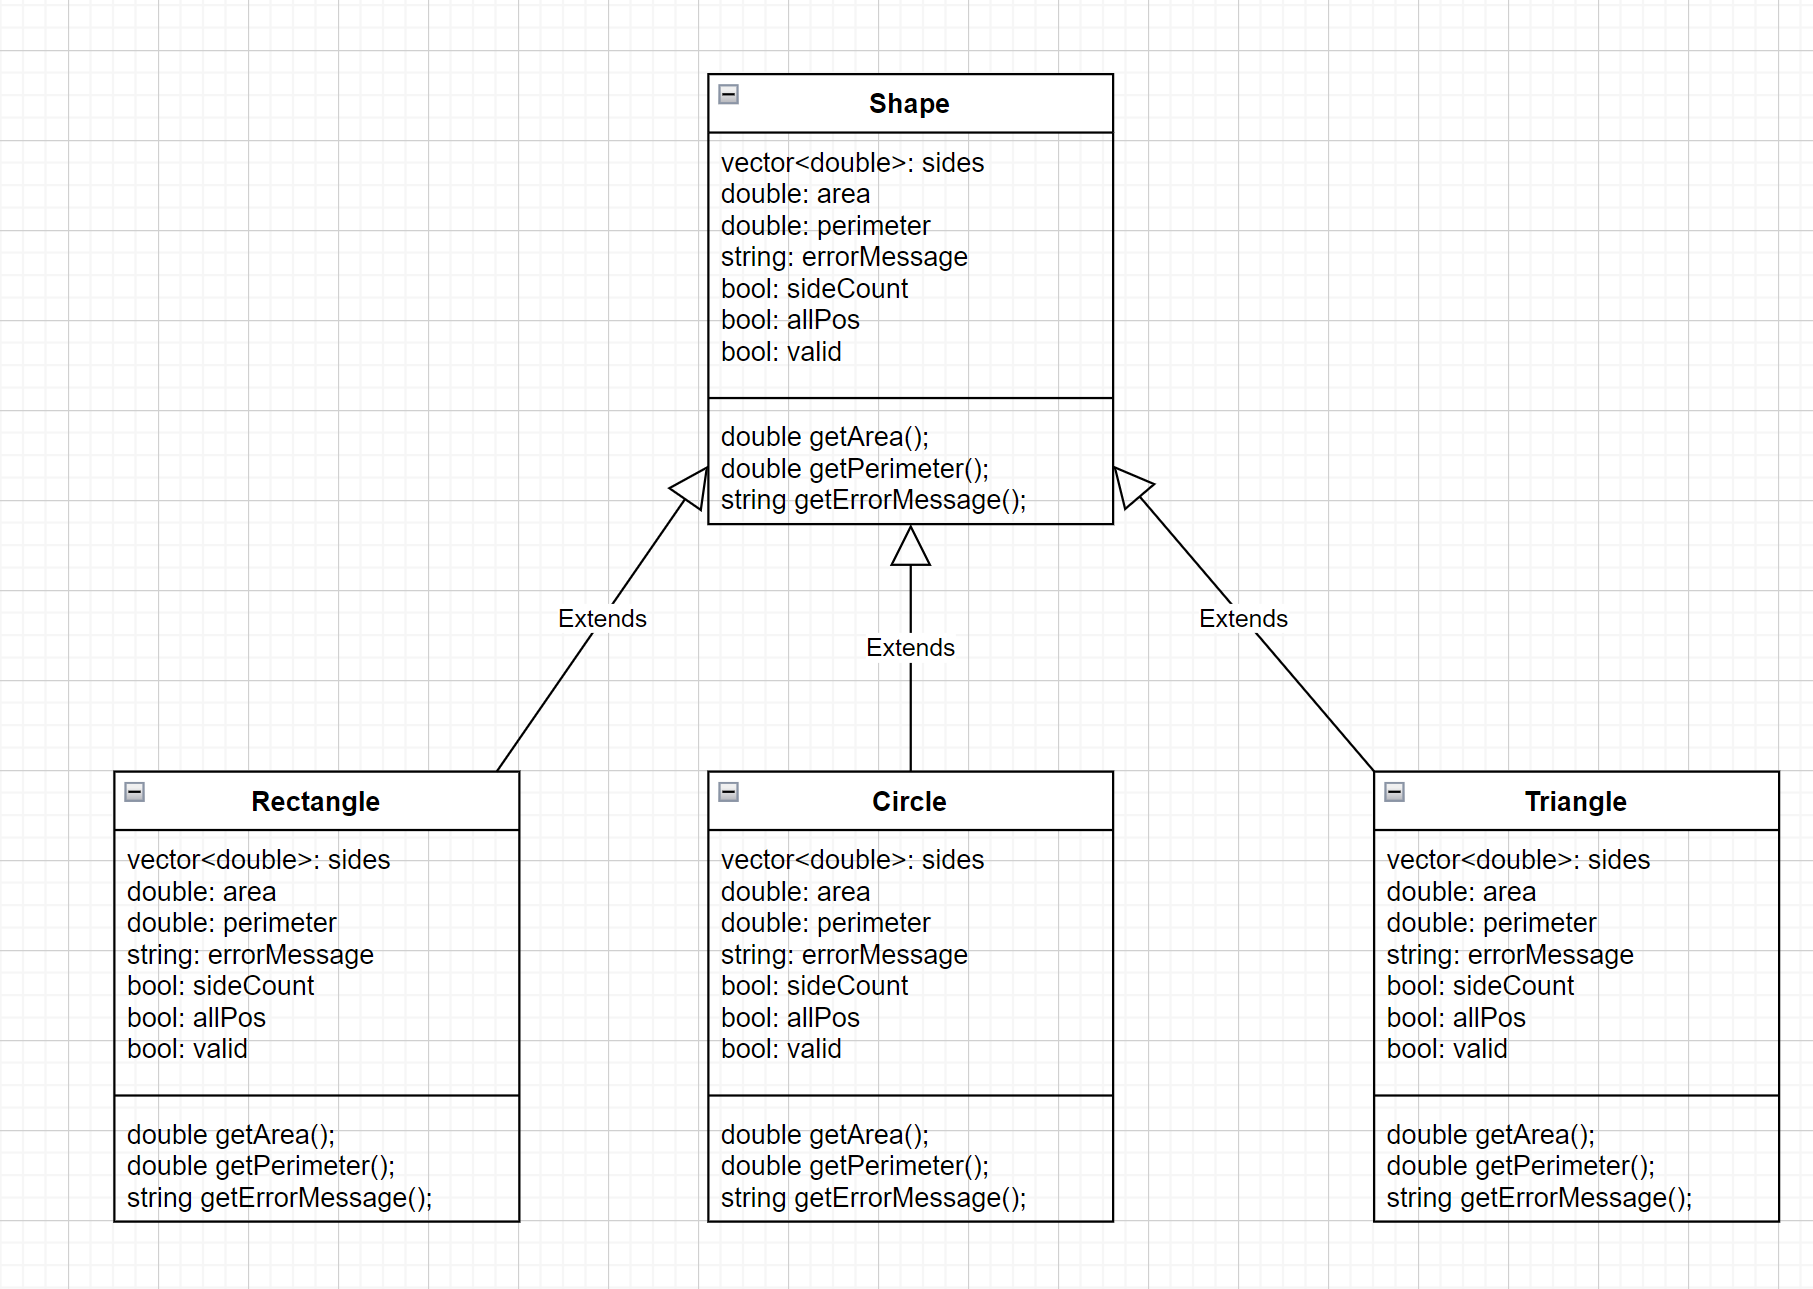 Shape
vector<double>: sides
double: area
double: perimeter
string: errorMessage
bool: sideCount
bool: allPos
bool: valid
double getArea();
double getPerimeter();
string getErrorMessage();
Extends
Extends
Extends
Rectangle
vector<double>: sides
double: area
double: perimeter
string: errorMessage
bool: sideCount
bool: allPos
bool: valid
double getArea();
double getPerimeter();
string getErrorMessage();
Circle
vector<double>: sides
double: area
double: perimeter
string: errorMessage
bool: sideCount
bool: allPos
bool: valid
double getArea();
double getPerimeter();
string getErrorMessage();
Triangle
vector<double>: sides
double: area
double: perimeter
string: errorMessage
bool: sideCount
bool: allPos
bool: valid
double getArea();
double getPerimeter();
string getErrorMessage();